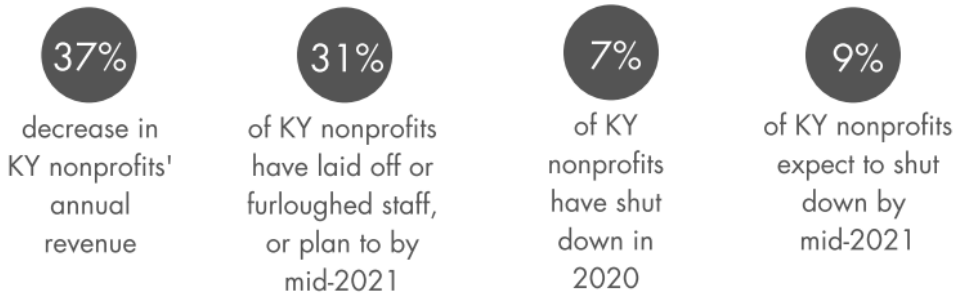 37%
decrease in
KY nonprofits'
annual
revenue
31%
of KY nonprofits
have laid off or
furloughed staff,
or plan to by
mid-2021
7%
of KY
nonprofits
have shut
down in
2020
9%
of KY nonprofits
expect to shut
down by
mid-2021